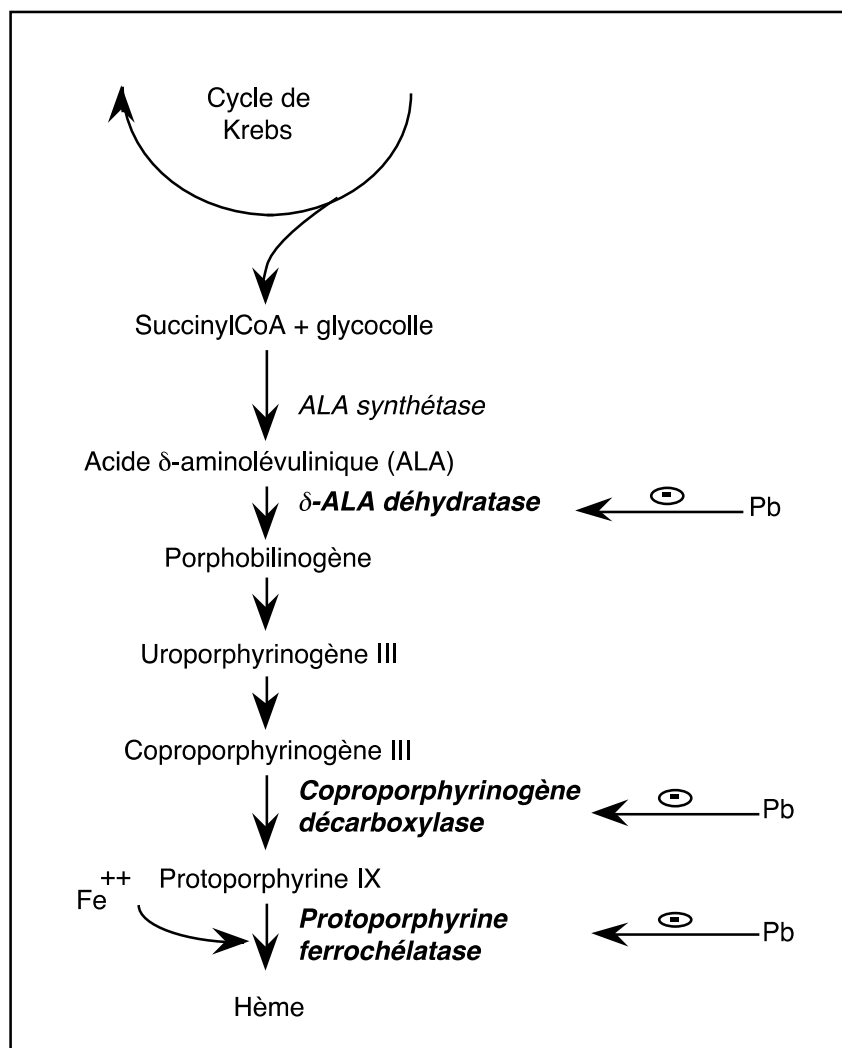 Cycle de
Krebs
SuccinylCoA + glycocolle
ALA synthétase
Acide δ-aminolévulinique (ALA)
δ-ALA déhydratase
Pb
Porphobilinogène
Uroporphyrinogène III
Coproporphyrinogène III
Coproporphyrinogène
décarboxylase
Pb
Fe++
Protoporphyrine IX
Protoporphyrine
ferrochélatase
Pb
Hème